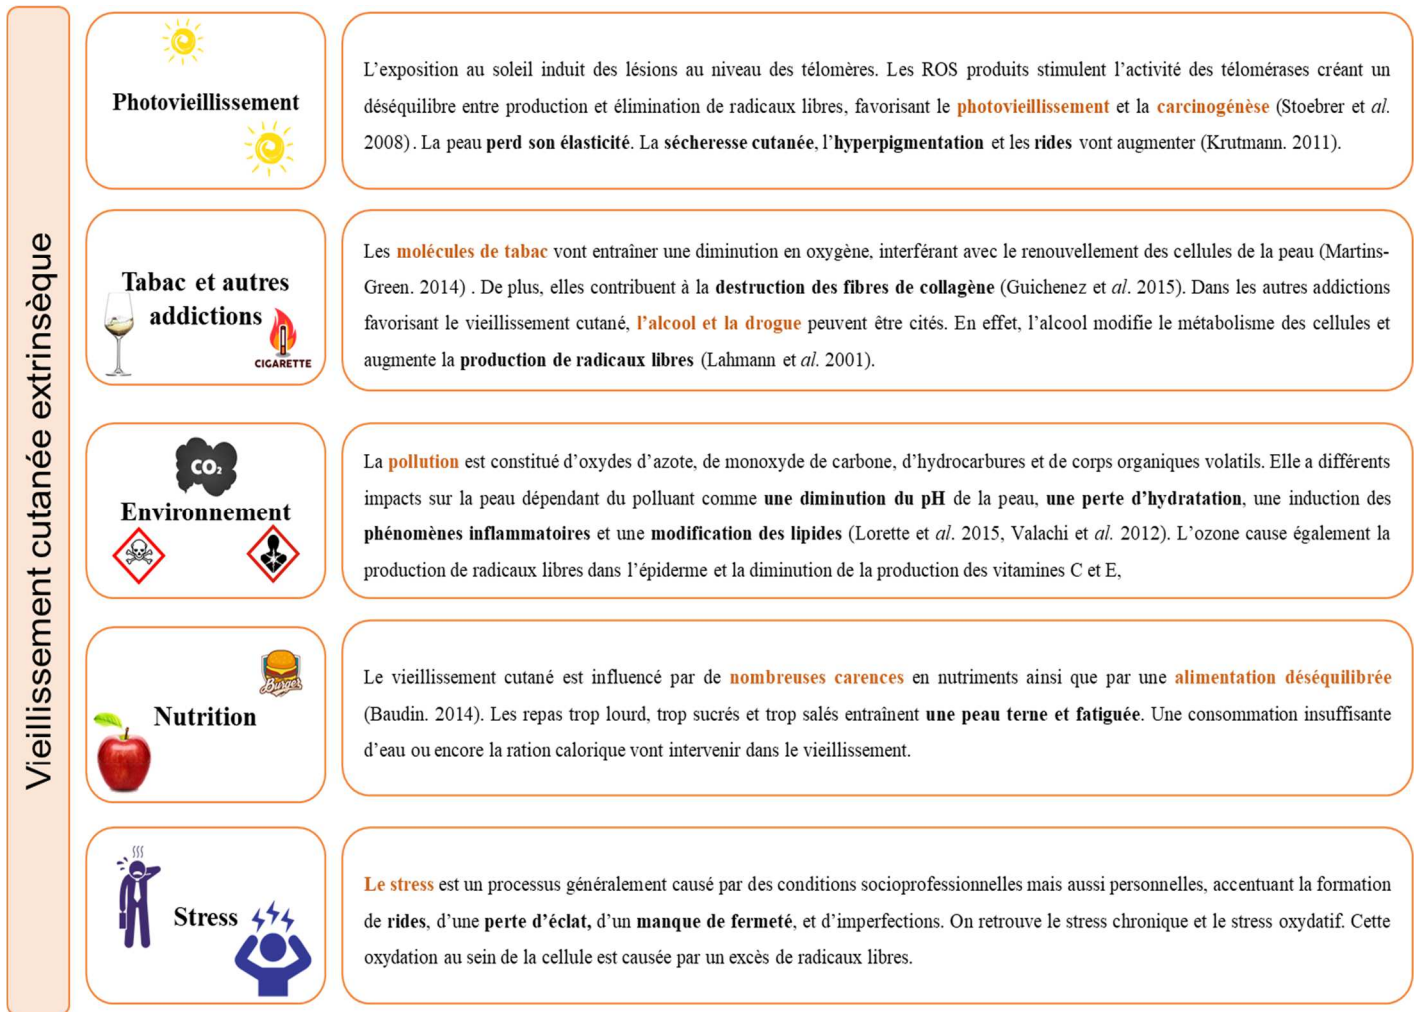 Vieillissement cutanée extrinsèque
Photovieillissement
L’exposition au soleil induit des lésions au niveau des télomères. Les ROS produits stimulent l’activité des télomérases créant un
déséquilibre entre production et élimination de radicaux libres, favorisant le photovieillissement et la carcinogénèse (Stoebrer et al.
2008). La peau perd son élasticité. La sécheresse cutanée, l’hyperpigmentation et les rides vont augmenter (Krutmann. 2011).
Tabac et autres
addictions
CIGARETTE
Les molécules de tabac vont entraîner une diminution en oxygène, interférant avec le renouvellement des cellules de la peau (Martins-
Green. 2014) . De plus, elles contribuent à la destruction des fibres de collagène (Guichenez et al. 2015). Dans les autres addictions
favorisant le vieillissement cutané, l’alcool et la drogue peuvent être cités. En effet, l’alcool modifie le métabolisme des cellules et
augmente la production de radicaux libres (Lahmann et al. 2001).
CO₂
Environnement
La pollution est constitué d’oxydes d’azote, de monoxyde de carbone, d’hydrocarbures et de corps organiques volatils. Elle a différents
impacts sur la peau dépendant du polluant comme une diminution du pH de la peau, une perte d’hydratation, une induction des
phénomènes inflammatoires et une modification des lipides (Lorette et al. 2015, Valachi et al. 2012). L’ozone cause également la
production de radicaux libres dans l’épiderme et la diminution de la production des vitamines C et E,
Burger
Nutrition
Le vieillissement cutané est influencé par de nombreuses carences en nutriments ainsi que par une alimentation déséquilibrée
(Baudin. 2014). Les repas trop lourd, trop sucrés et trop salés entraînent une peau terne et fatiguée. Une consommation insuffisante
d’eau ou encore la ration calorique vont intervenir dans le vieillissement.
Stress
Le stress est un processus généralement causé par des conditions socioprofessionnelles mais aussi personnelles, accentuant la formation
de rides, d’une perte d’éclat, d’un manque de fermeté, et d’imperfections. On retrouve le stress chronique et le stress oxydatif. Cette
oxydation au sein de la cellule est causée par un excès de radicaux libres.